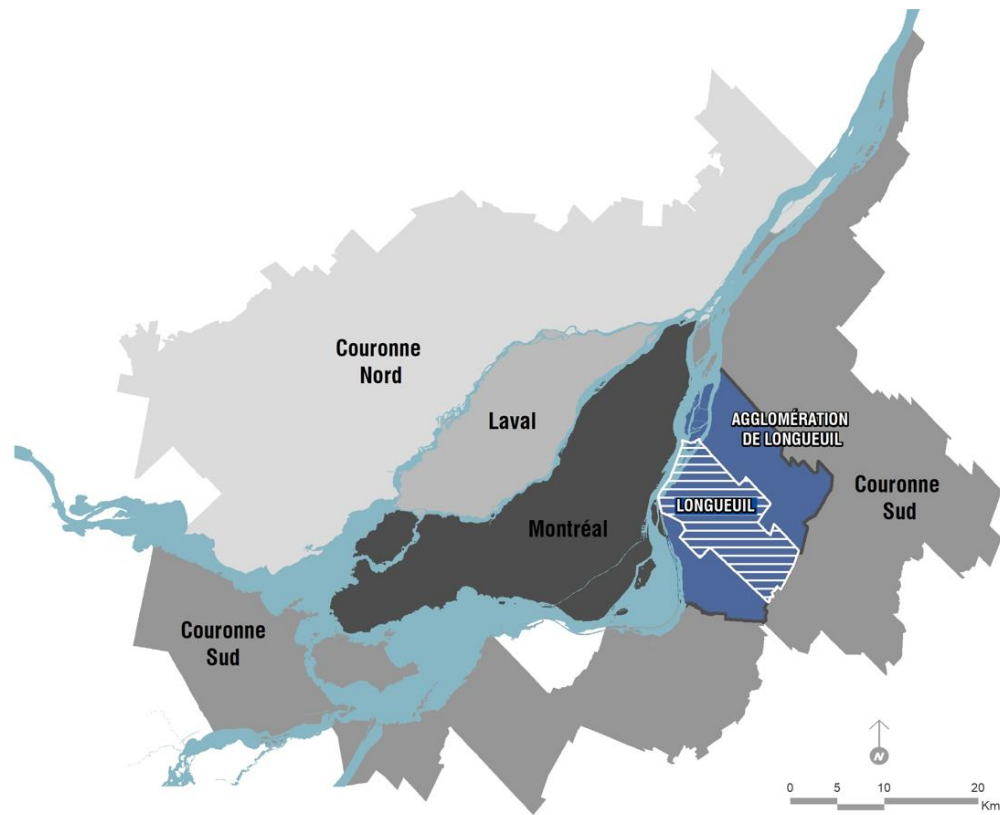 Couronne
Nord
Laval
AGGLOMÉRATION
DE LONGUEUIL
LONGUEUIL
Couronne
Sud
Montréal
Couronne
Sud
N
0 5 10 20
Km